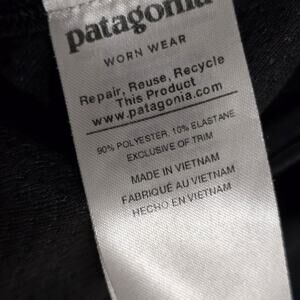 patagonia
WORN WEAR
Repair, Reuse, Recycle
This Product
www.patagonia.com
90% POLYESTER, 10% ELASTANE
EXCLUSIVE OF TRIM
MADE IN VIETNAM
FABRIQUÉ AU VIETNAM
HECHO EN VIETNAM